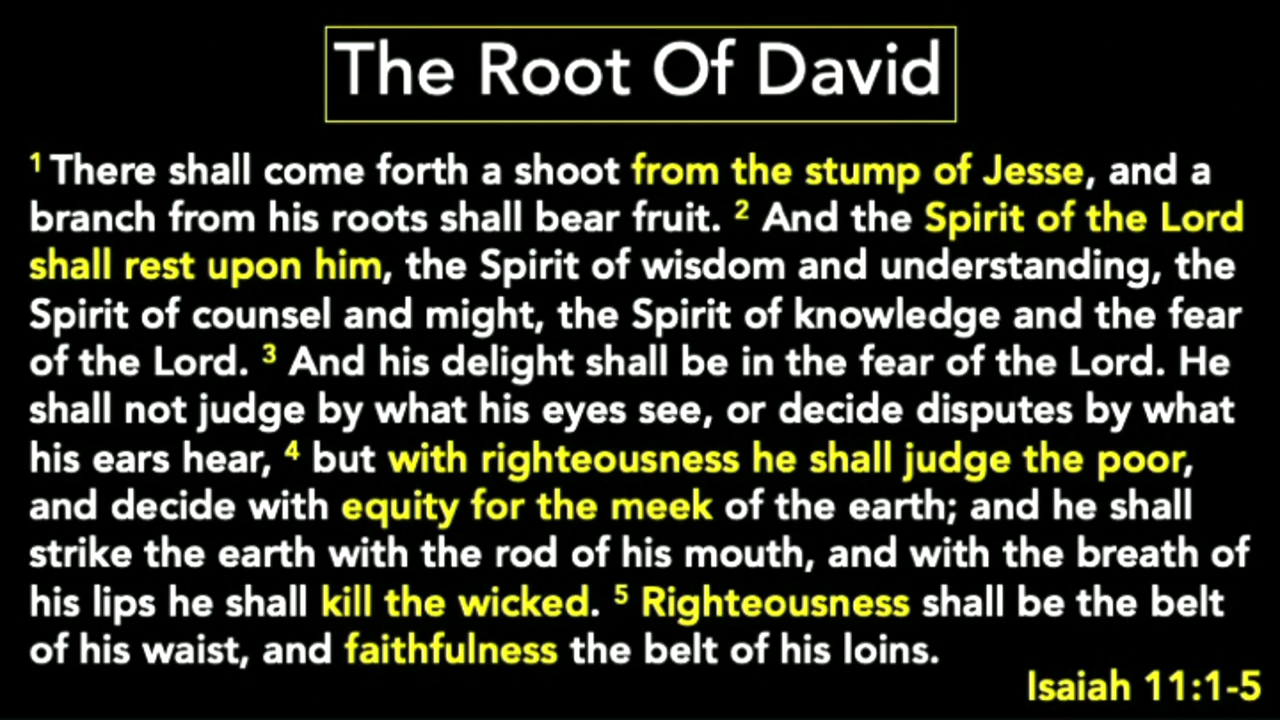 The Root Of David
1 There shall come forth a shoot from the stump of Jesse, and a
branch from his roots shall bear fruit. 2 And the Spirit of the Lord
shall rest upon him, the Spirit of wisdom and understanding, the
Spirit of counsel and might, the Spirit of knowledge and the fear
of the Lord. 3 And his delight shall be in the fear of the Lord. He
shall not judge by what his eyes see, or decide disputes by what
his ears hear, 4 but with righteousness he shall judge the poor,
and decide with equity for the meek of the earth; and he shall
strike the earth with the rod of his mouth, and with the breath of
his lips he shall kill the wicked. 5 Righteousness shall be the belt
of his waist, and faithfulness the belt of his loins.
Isaiah 11:1-5